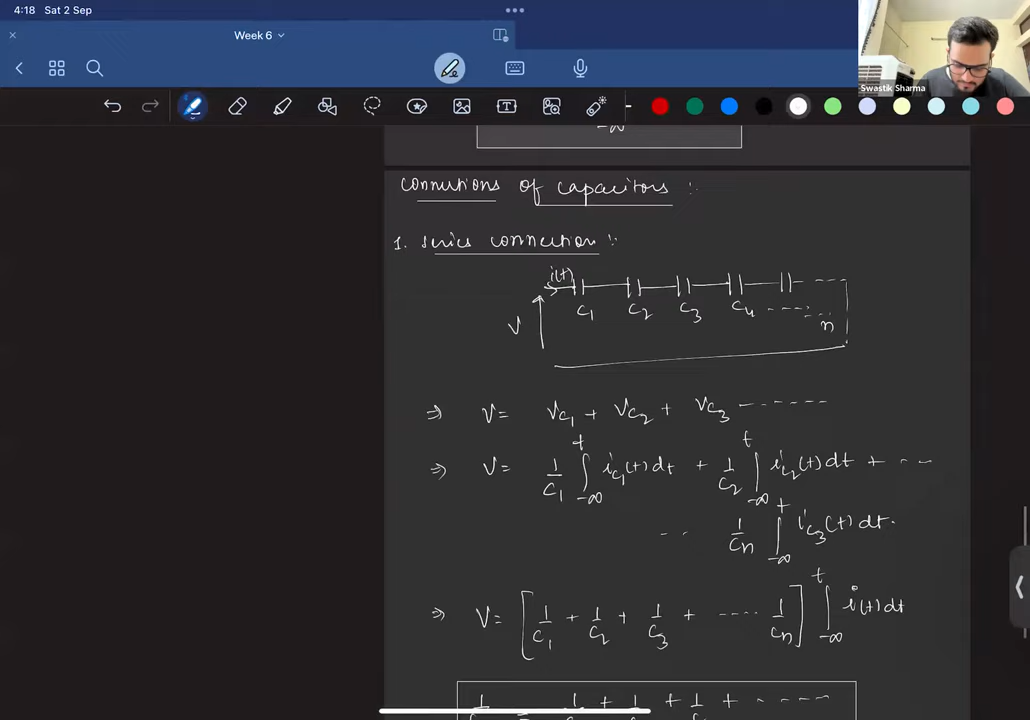 4:18 Sat 2 Sep
Week 6
Swastik Sharma
-∞
Connections of capacitors :
1. Series connection :
i(t)
V C1 C2 C3 C4 ---- n
⇒ V = VC1 + VC2 + VC3 ------
⇒ V = 1/C1 ∫_{-∞}^{t} iC1(t)dt + 1/C2 ∫_{-∞}^{t} iC2(t)dt + ---
-- 1/Cn ∫_{-∞}^{t} iC3(t)dt.
⇒ V = [1/C1 + 1/C2 + 1/C3 + ---- 1/Cn] ∫_{-∞}^{t} i(t)dt